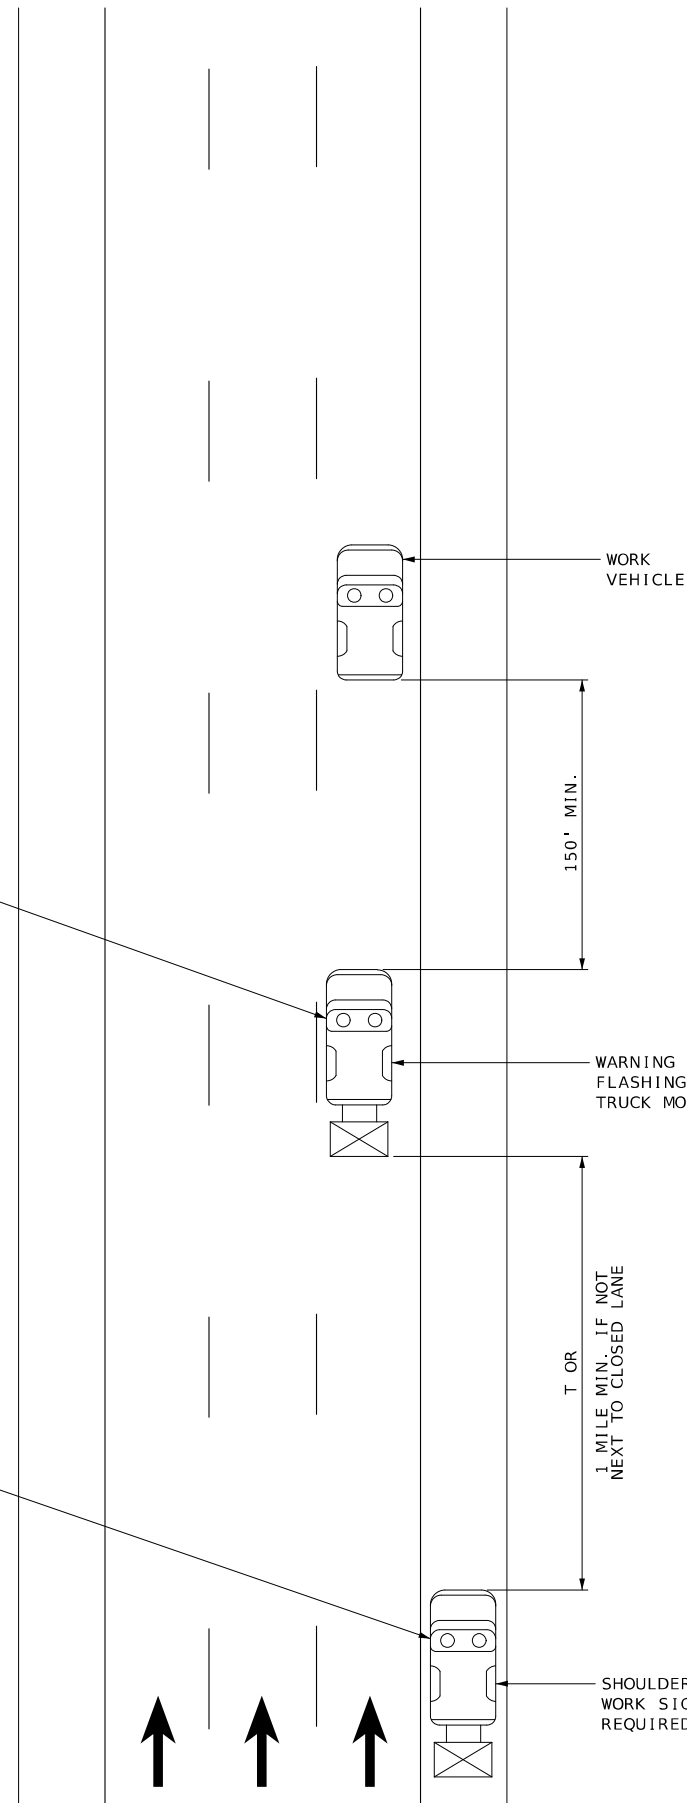 WORK
VEHICLE
150' MIN.
WARNING
FLASHING
TRUCK MO
T OR
1 MILE MIN. IF NOT
NEXT TO CLOSED LANE
SHOULDER
WORK SIG
REQUIRED